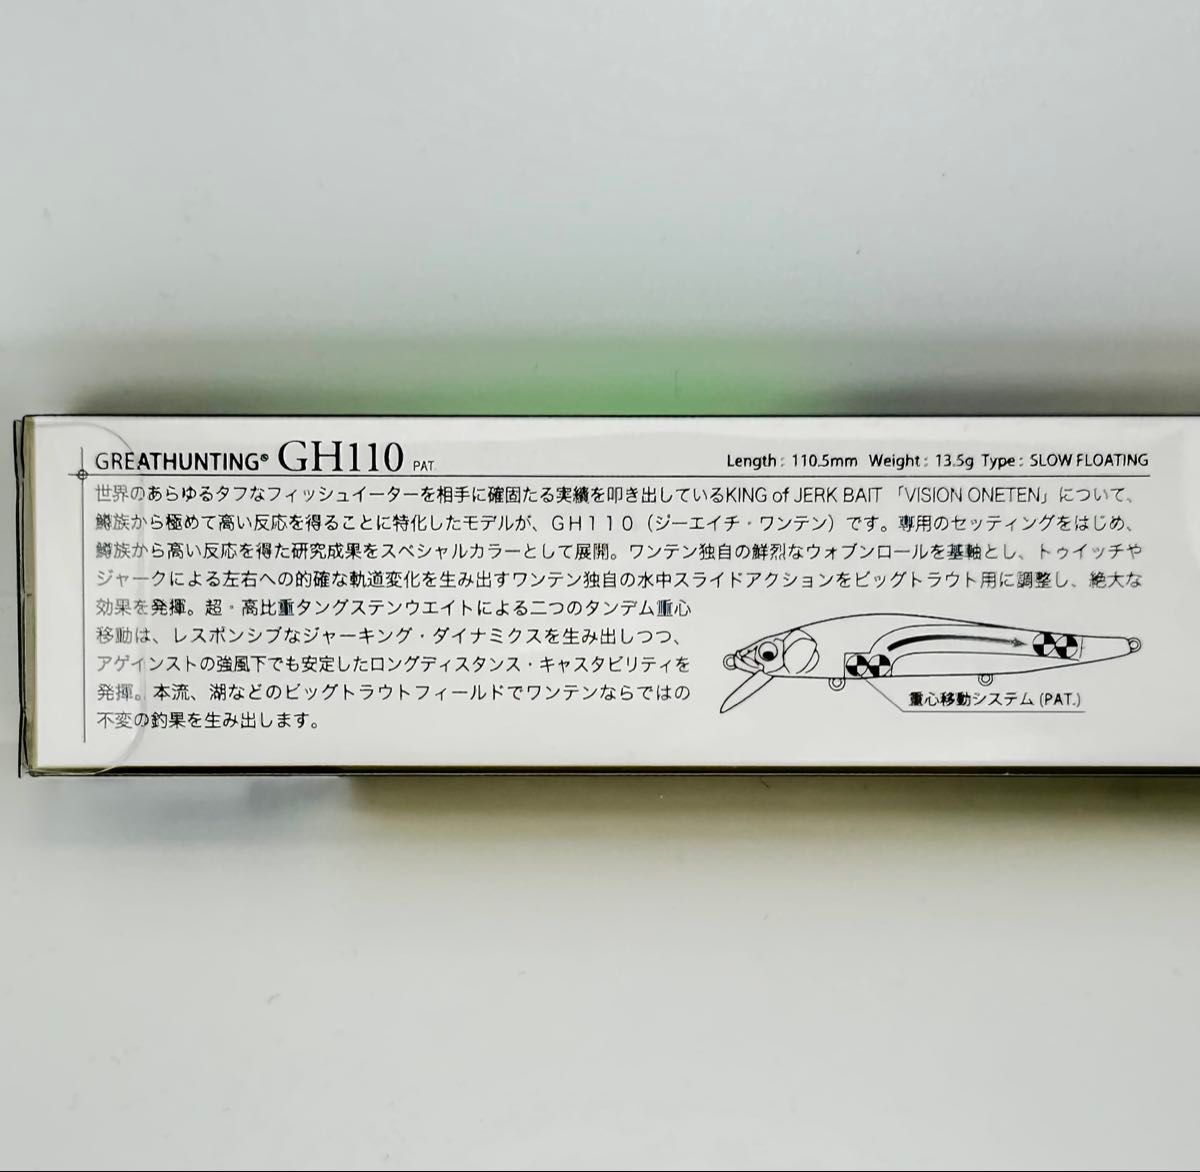 GREATHUNTING® GH110 PAT. Length : 110.5mm Weight : 13.5g Type : SLOW FLOATING
世界のあらゆるタフなフィッシュイーターを相手に確固たる実績を叩き出しているKING of JERK BAIT 「VISION ONETEN」について、
鱒族から極めて高い反応を得ることに特化したモデルが、GH110(ジーエイチ・ワンテン)です。専用のセッティングをはじめ、
鱒族から高い反応を得た研究成果をスペシャルカラーとして展開。ワンテン独自の鮮烈なウォブンロールを基軸とし、トゥイッチや
ジャークによる左右への的確な軌道変化を生み出すワンテン独自の水中スライドアクションをビッグトラウト用に調整し、絶大な
効果を発揮。超・高比重タングステンウエイトによる二つのタンデム重心
移動は、レスポンシブなジャーキング・ダイナミクスを生み出しつつ、
アゲインストの強風下でも安定したロングディスタンス・キャスタビリティを
発揮。本流、湖などのビッグトラウトフィールドでワンテンならではの
不変の釣果を生み出します。
重心移動システム(PAT.)